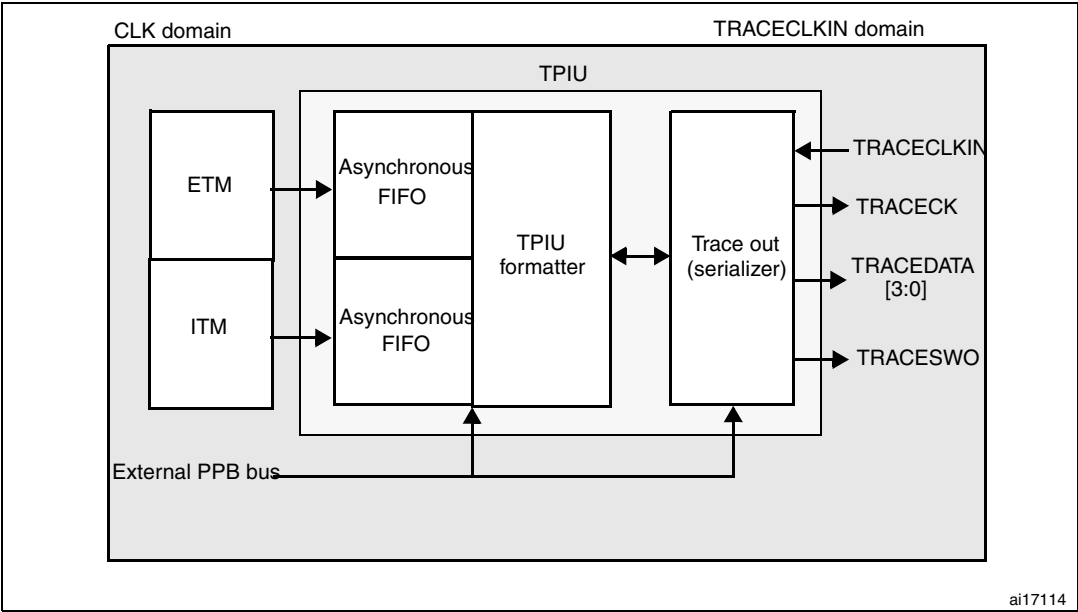 CLK domain
TRACECLKIN domain
TPIU
ETM
Asynchronous
FIFO
TPIU
formatter
Trace out
(serializer)
TRACECLKIN
TRACECK
TRACEDATA
[3:0]
TRACESWO
ITM
Asynchronous
FIFO
External PPB bus
ai17114